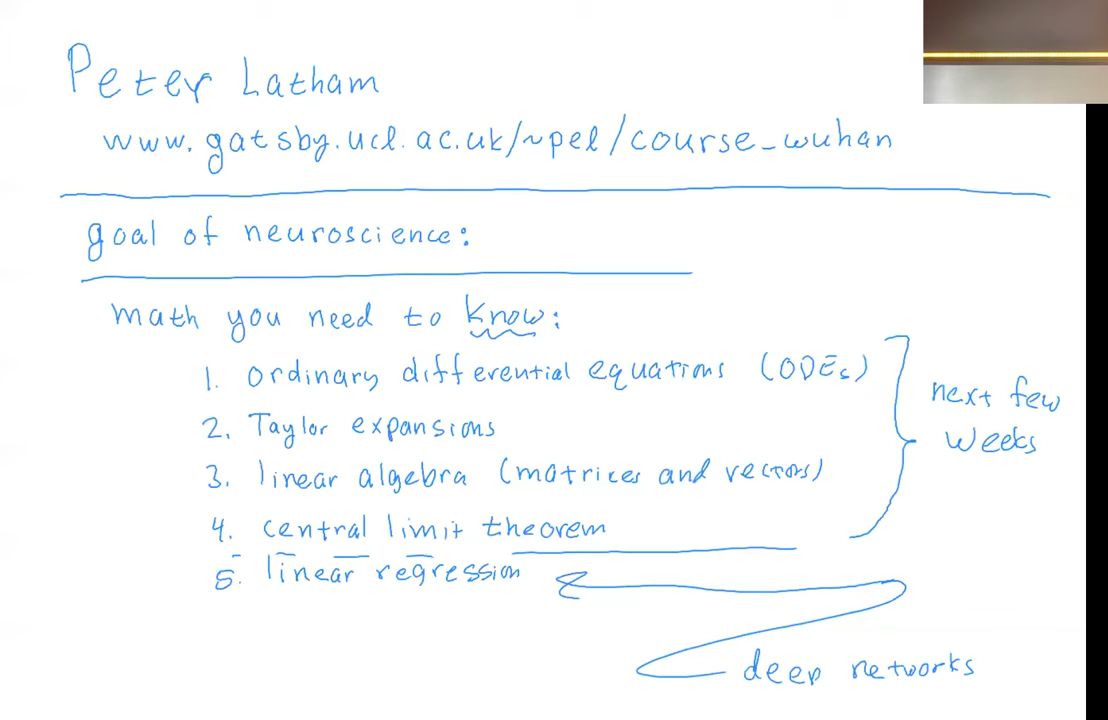 Peter Latham
www.gatsby.ucl.ac.uk/~pel/course_wuhan
goal of neuroscience:
math you need to know:
1. ordinary differential equations (ODEs)
2. Taylor expansions
3. linear algebra (matrices and vectors)
4. central limit theorem
next few
weeks
5. linear regression
deep networks